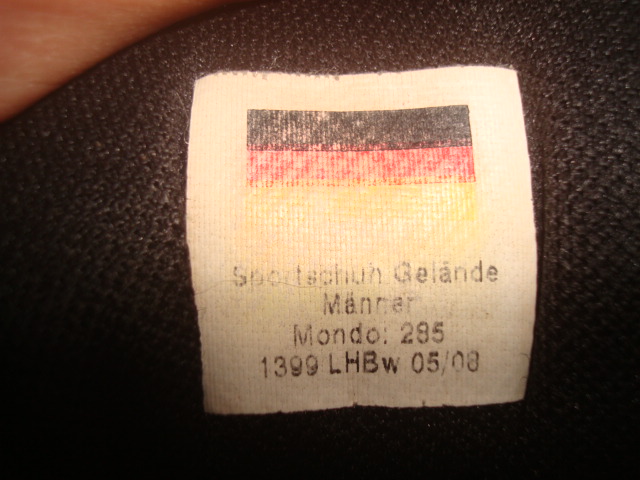 Sportschuh Gelände
Männer
Mondo: 285
1399 LHBw 05/08